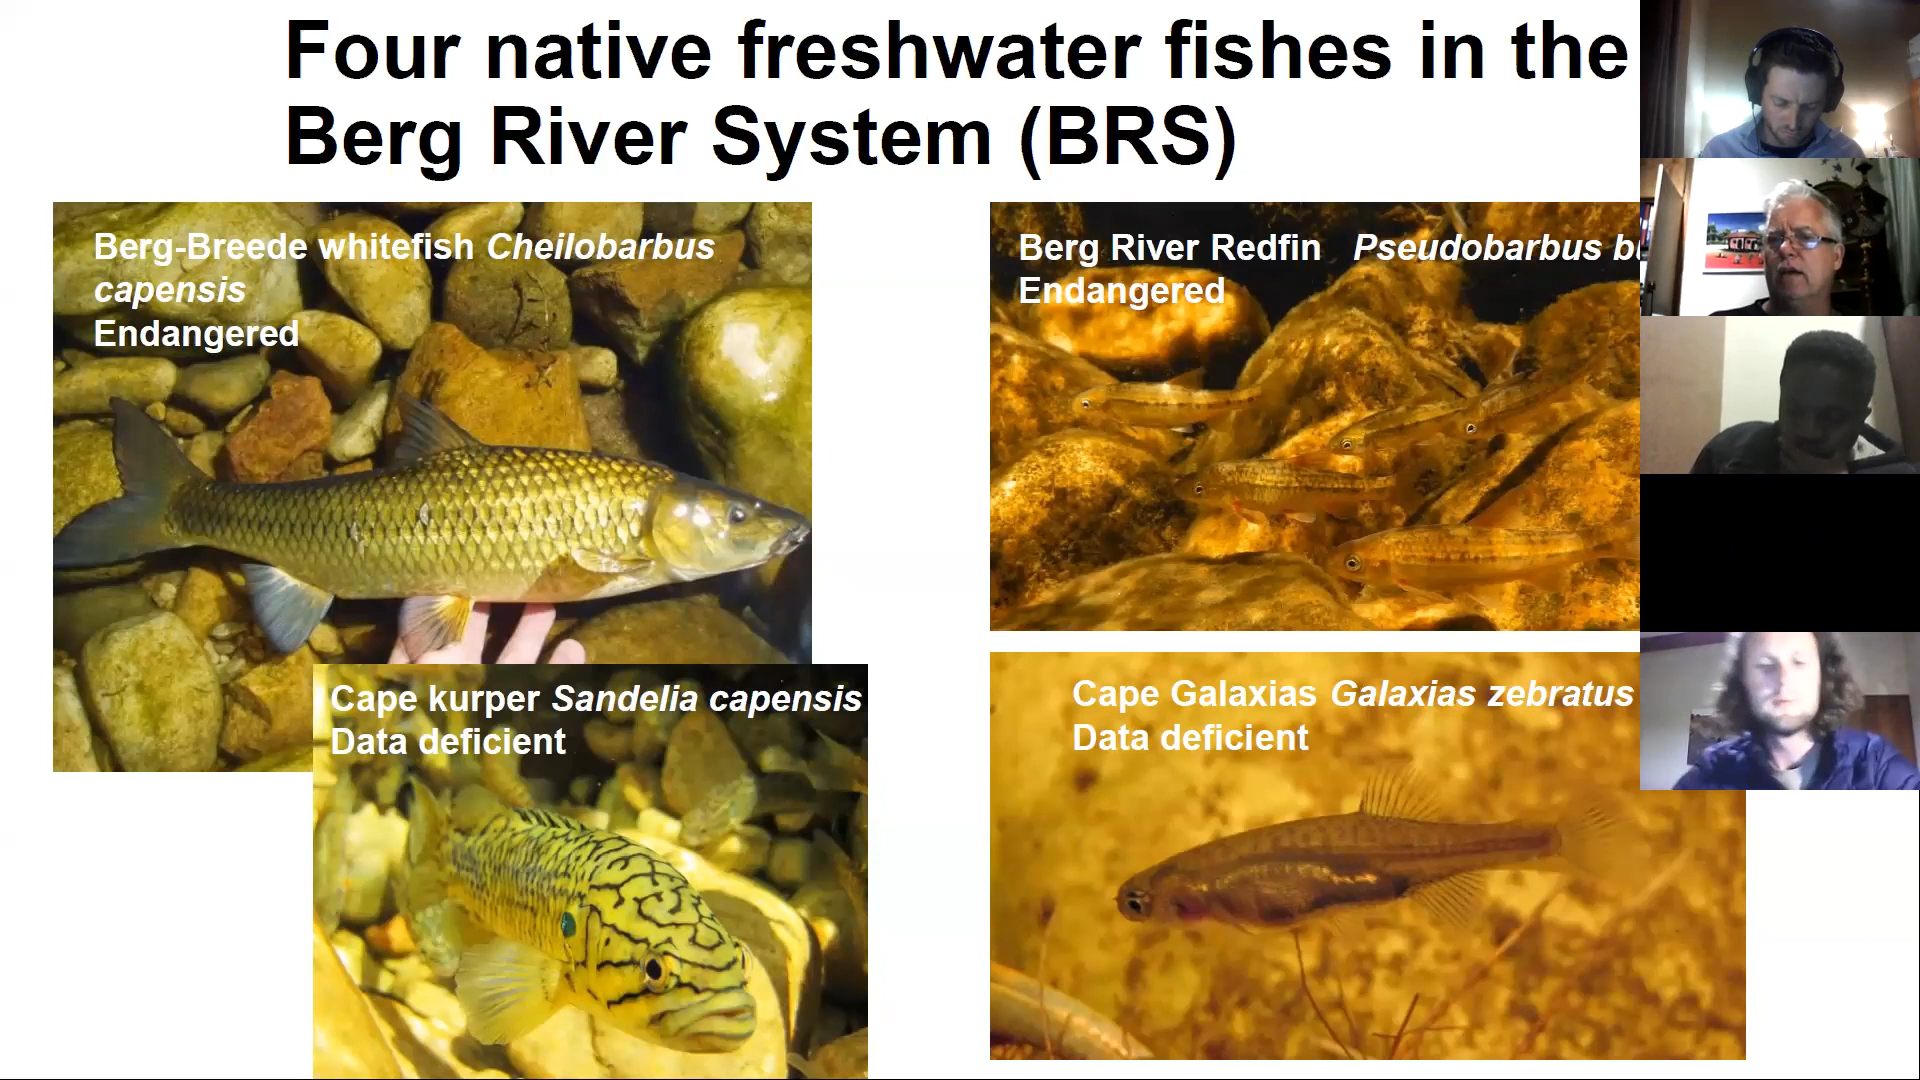 Four native freshwater fishes in the
Berg River System (BRS)
Berg-Breede whitefish Cheilobarbus
capensis
Endangered
Berg River Redfin Pseudobarbus
Endangered
Cape kurper Sandelia capensis
Data deficient
Cape Galaxias Galaxias zebratus
Data deficient